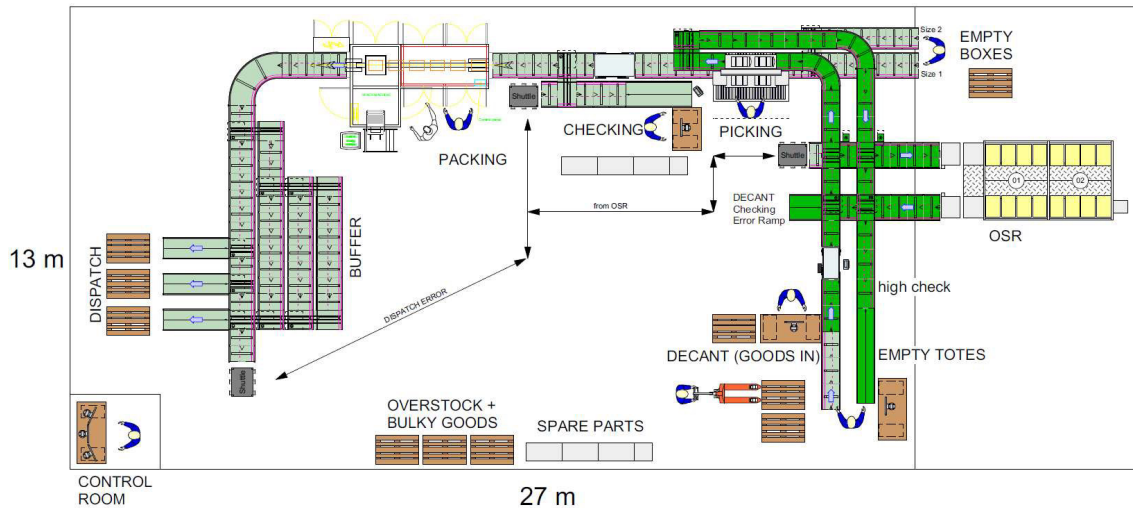 Size 2
EMPTY
BOXES
Size 1
Shuttle
CHECKING
PICKING
PACKING
Shuttle
01
02
from OSR
DECANT
Checking
Error Ramp
OSR
13 m
DISPATCH
BUFFER
DISPATCH ERROR
high check
DECANT (GOODS IN)
EMPTY TOTES
Shuttle
OVERSTOCK +
BULKY GOODS
SPARE PARTS
CONTROL
ROOM
27 m